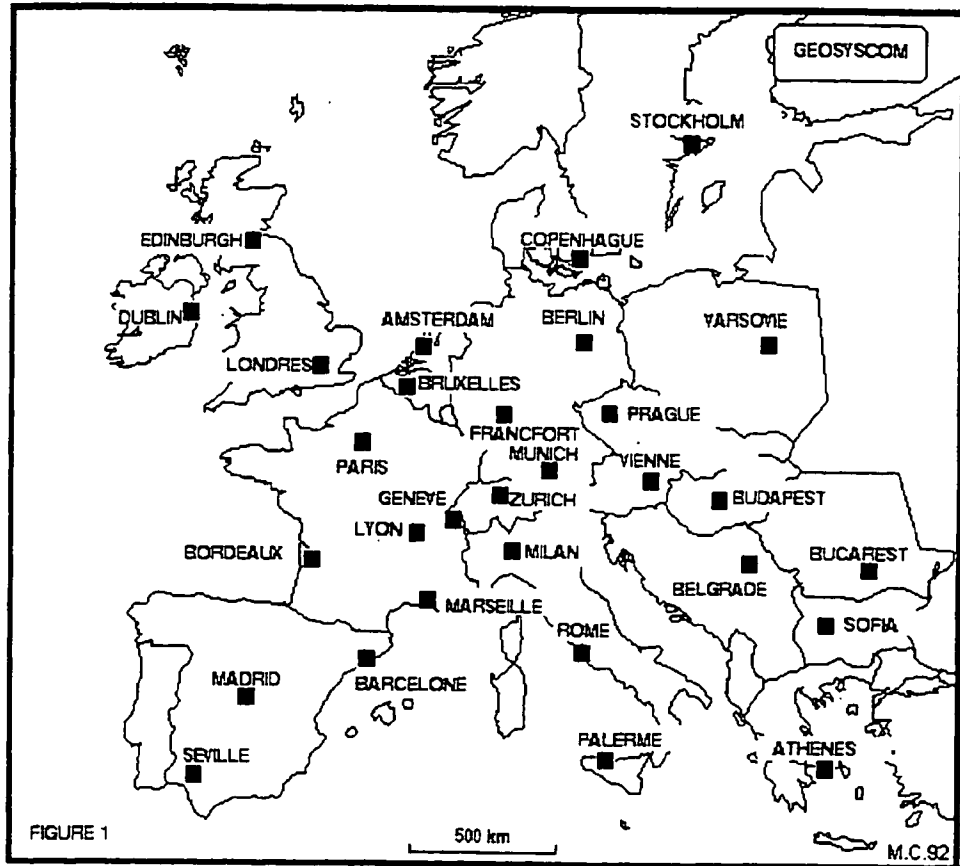 GEOSYSCOM
STOCKHOLM
EDINBURGH
COPENHAGUE
DUBLIN
AMSTERDAM
BERLIN
VARSOVIE
LONDRES
BRUXELLES
PRAGUE
FRANCFORT
PARIS
MUNICH
VIENNE
GENEVE
ZURICH
BUDAPEST
LYON
BORDEAUX
MILAN
BUCAREST
BELGRADE
MARSEILLE
SOFIA
ROME
MADRID
BARCELONE
PALERME
ATHENES
SEVILLE
FIGURE 1
500 km
M.C.92